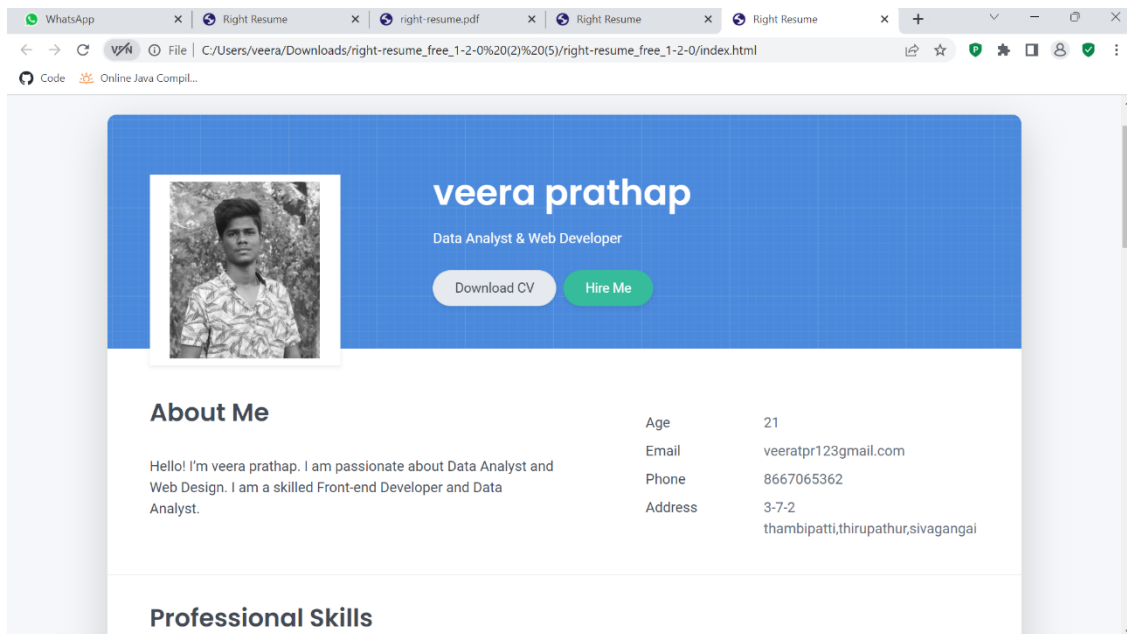 WhatsApp
Right Resume
right-resume.pdf
Right Resume
Right Resume
VPN File C:/Users/veera/Downloads/right-resume_free_1-2-0%20(2)%20(5)/right-resume_free_1-2-0/index.html
Code Online Java Compil...
veera prathap
Data Analyst & Web Developer
Download CV Hire Me
About Me
Hello! I'm veera prathap. I am passionate about Data Analyst and
Web Design. I am a skilled Front-end Developer and Data
Analyst.
Age 21
Email veeratpr123gmail.com
Phone 8667065362
Address 3-7-2
thambipatti,thirupathur,sivagangai
Professional Skills